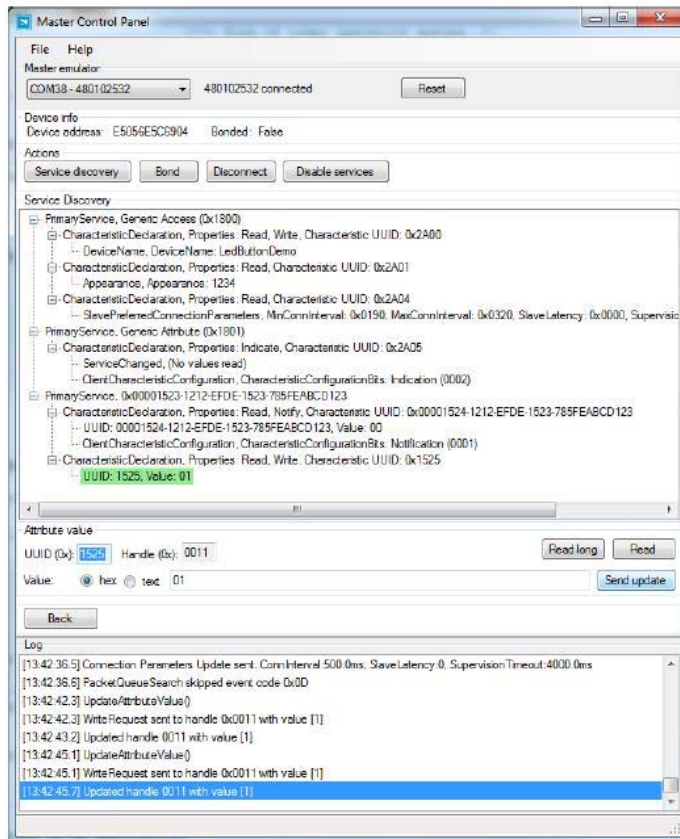 Master Control Panel
File Help
Master emulator
COM38 - 480102532 480102532 connected Reset
Device info
Device address: E5056E5C6904 Bonded: False
Actions
Service discovery Bond Disconnect Disable services
Service Discovery
PrimaryService, Generic Access (0x1800)
CharacteristicDeclaration, Properties: Read, Write, Characteristic UUID: 0x2A00
DeviceName, DeviceName: LedButtonDemo
CharacteristicDeclaration, Properties: Read, Characteristic UUID: 0x2A01
Appearance, Appearance: 1234
CharacteristicDeclaration, Properties: Read, Characteristic UUID: 0x2A04
SlavePreferredConnectionParameters, MinConnInterval: 0x0190, MaxConnInterval: 0x0320, SlaveLatency: 0x0000, Supervisio
PrimaryService, Generic Attribute (0x1801)
CharacteristicDeclaration, Properties: Indicate, Characteristic UUID: 0x2A05
ServiceChanged, (No values read)
ClientCharacteristicConfiguration, CharacteristicConfigurationBits: Indication (0002)
PrimaryService, 0x00001523-1212-EFDE-1523-785FEABCD123
CharacteristicDeclaration, Properties: Read, Notify, Characteristic UUID: 0x00001524-1212-EFDE-1523-785FEABCD123
UUID: 00001524-1212-EFDE-1523-785FEABCD123, Value: 00
ClientCharacteristicConfiguration, CharacteristicConfigurationBits: Notification (0001)
CharacteristicDeclaration, Properties: Read, Write, Characteristic UUID: 0x1525
UUID: 1525, Value: 01
Attribute value
UUID (0x): 1525 Handle (0x): 0011 Read long Read
Value: hex text 01 Send update
Back
Log
[13:42:36.5] Connection Parameters Update sent. ConnInterval:500.0ms, SlaveLatency:0, SupervisionTimeout:4000.0ms
[13:42:36.6] PacketQueueSearch skipped event code 0x0D
[13:42:42.3] UpdateAttributeValue()
[13:42:42.3] WriteRequest sent to handle 0x0011 with value [1]
[13:42:43.2] Updated handle 0011 with value [1]
[13:42:45.1] UpdateAttributeValue()
[13:42:45.1] WriteRequest sent to handle 0x0011 with value [1]
[13:42:45.7] Updated handle 0011 with value [1]